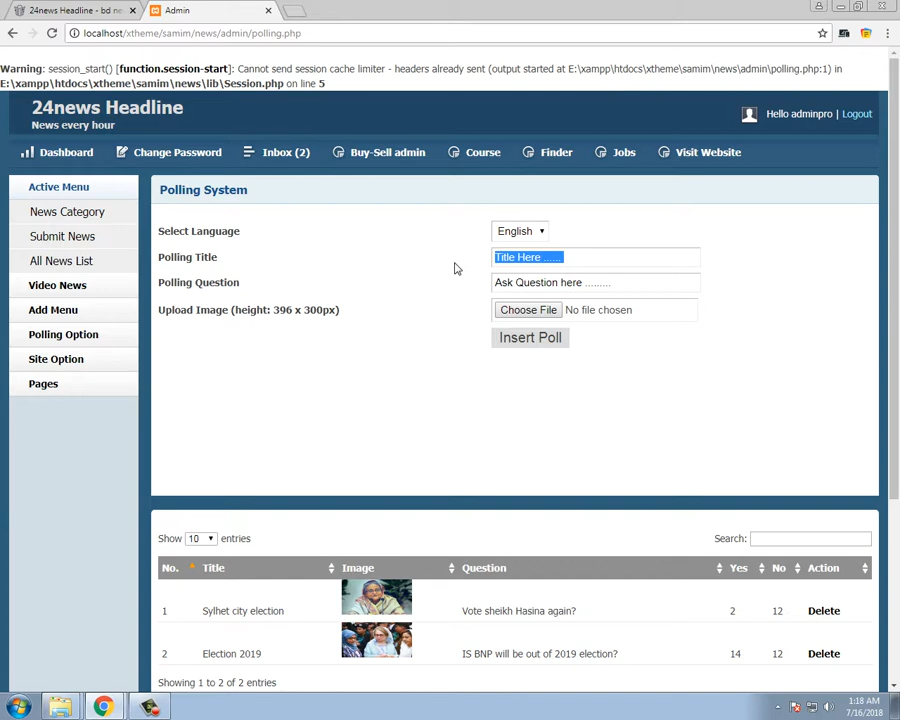 24news Headline - bd ne
Admin
localhost/xtheme/samim/news/admin/polling.php
Warning: session_start() [function.session-start]: Cannot send session cache limiter - headers already sent (output started at E:\xampp\htdocs\xtheme\samim\news\admin\polling.php:1) in
E:\xampp\htdocs\xtheme\samim\news\lib\Session.php on line 5
24news Headline
News every hour
Hello adminpro | Logout
Dashboard Change Password Inbox (2) Buy-Sell admin Course Finder Jobs Visit Website
Active Menu
News Category
Submit News
All News List
Video News
Add Menu
Polling Option
Site Option
Pages
Polling System
Select Language English
Polling Title Title Here ......
Polling Question Ask Question here .........
Upload Image (height: 396 x 300px) Choose File No file chosen
Insert Poll
Show 10 entries Search:
No. Title Image Question Yes No Action
1 Sylhet city election Vote sheikh Hasina again? 2 12 Delete
2 Election 2019 IS BNP will be out of 2019 election? 14 12 Delete
Showing 1 to 2 of 2 entries
1:18 AM
7/16/2018